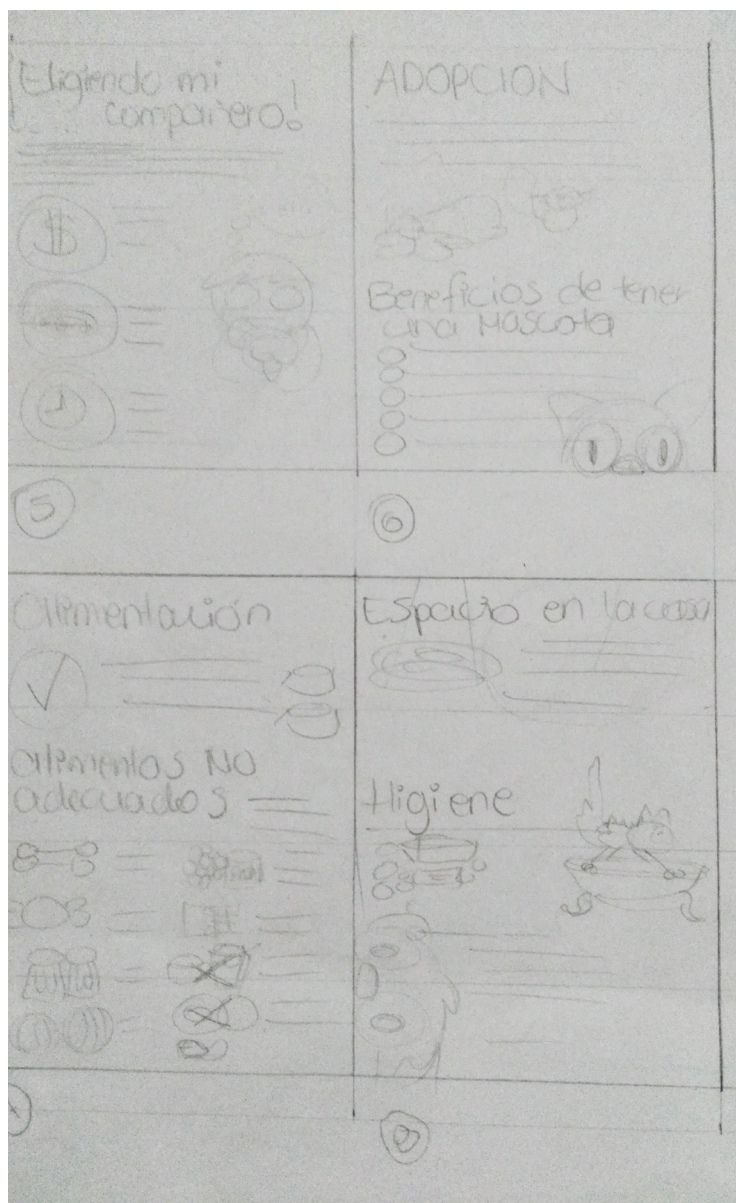 Eligiendo mi
compañero!
$
5
ADOPCION
Beneficios de tener
una Mascota
6
Alimentación
Alimentos NO
adecuados
Espacio en la casa
Higiene
8